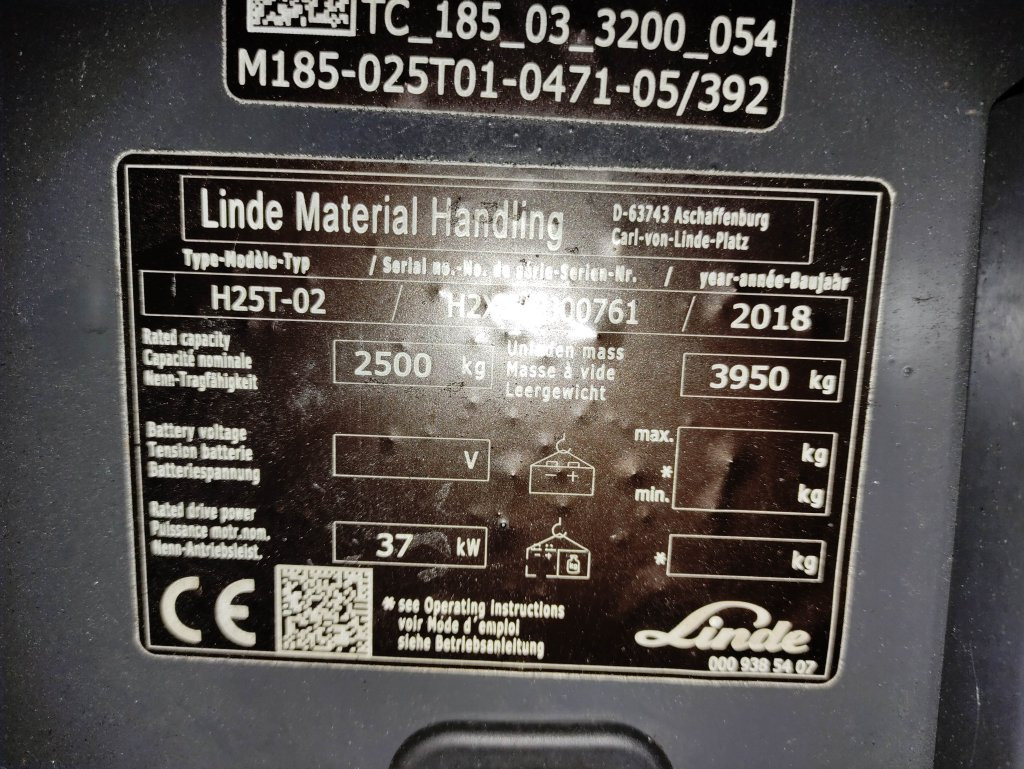 TC_185_03_3200_054
M185-025T01-0471-05/392
Linde Material Handling
D-63743 Aschaffenburg
Carl-von-Linde-Platz
Type-Modèle-Typ / Serial no.-No. de série-Serien-Nr. / year-année-Baujahr
H25T-02 / / 2018
Rated capacity
Capacité nominale
Nenn-Tragfähigkeit
2500 kg
Unladen mass
Masse à vide
Leergewicht
3950 kg
Battery voltage
Tension batterie
Batteriespannung
V
max. kg
*
min. kg
Rated drive power
Puissance motr.nom.
Nenn-Antriebsleist.
37 kW
* kg
CE
* see Operating instructions
voir Mode d'emploi
siehe Betriebsanleitung
Linde
000 938 54 07